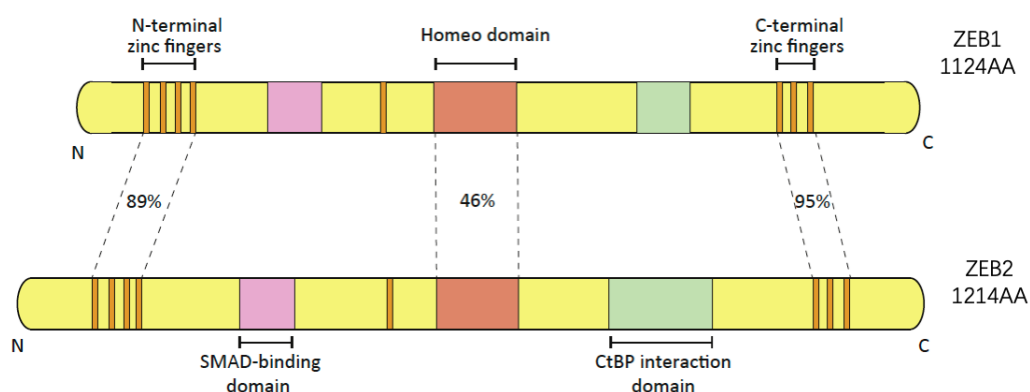 N-terminal
zinc fingers
Homeo domain
C-terminal
zinc fingers
ZEB1
1124AA
N
C
89%
46%
95%
ZEB2
1214AA
N
C
SMAD-binding
domain
CtBP interaction
domain